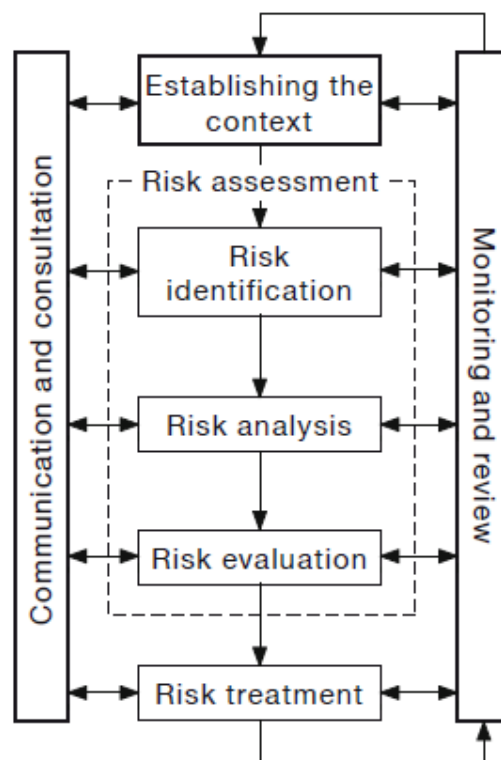 Establishing the
context
Risk assessment
Risk
identification
Risk analysis
Risk evaluation
Risk treatment
Communication and consultation
Monitoring and review